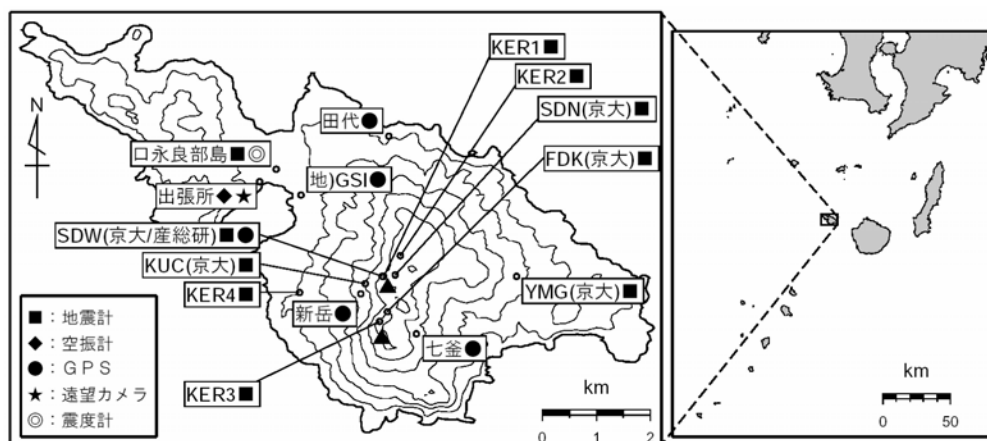 KER1■
KER2■
SDN(京大)■
FDK(京大)■
田代●
口永良部島■◎
地)GSI●
出張所◆★
SDW(京大/産総研)■●
KUC(京大)■
KER4■
新岳●
YMG(京大)■
七釜●
KER3■
N
■：地震計
◆：空振計
●：ＧＰＳ
★：遠望カメラ
◎：震度計
km
0 1 2
km
0 50